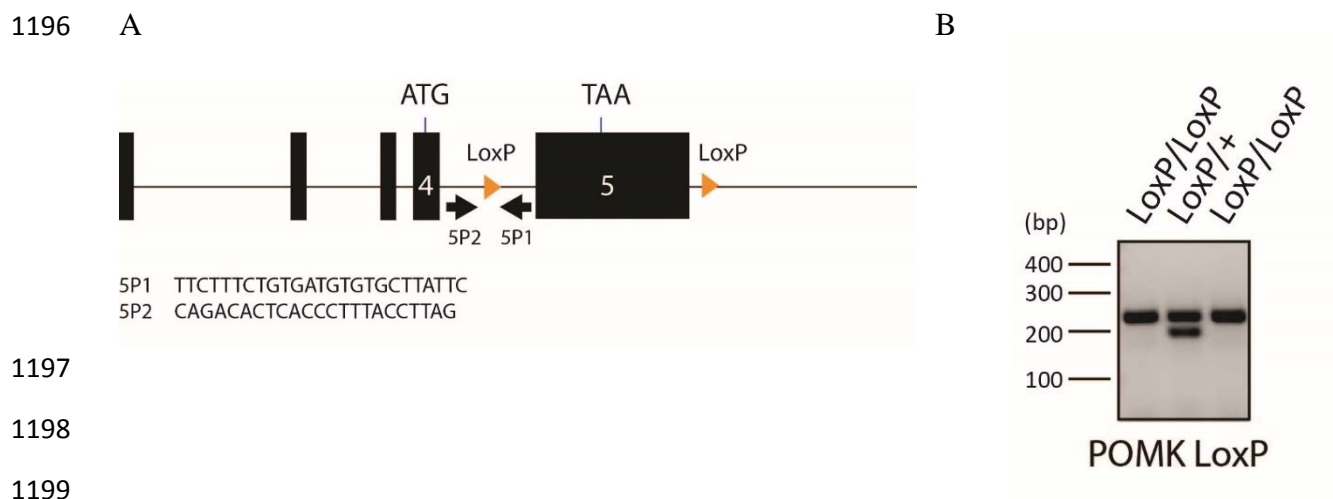 1196 A B
ATG TAA
LoxP LoxP
4 5
5P2 5P1
5P1 TTCTTTCTGTGATGTGTGCTTATTC
5P2 CAGACACTCACCCTTTACCTTAG
LoxP/LoxP
LoxP/+
LoxP/LoxP
(bp)
400
300
200
100
POMK LoxP
1197
1198
1199